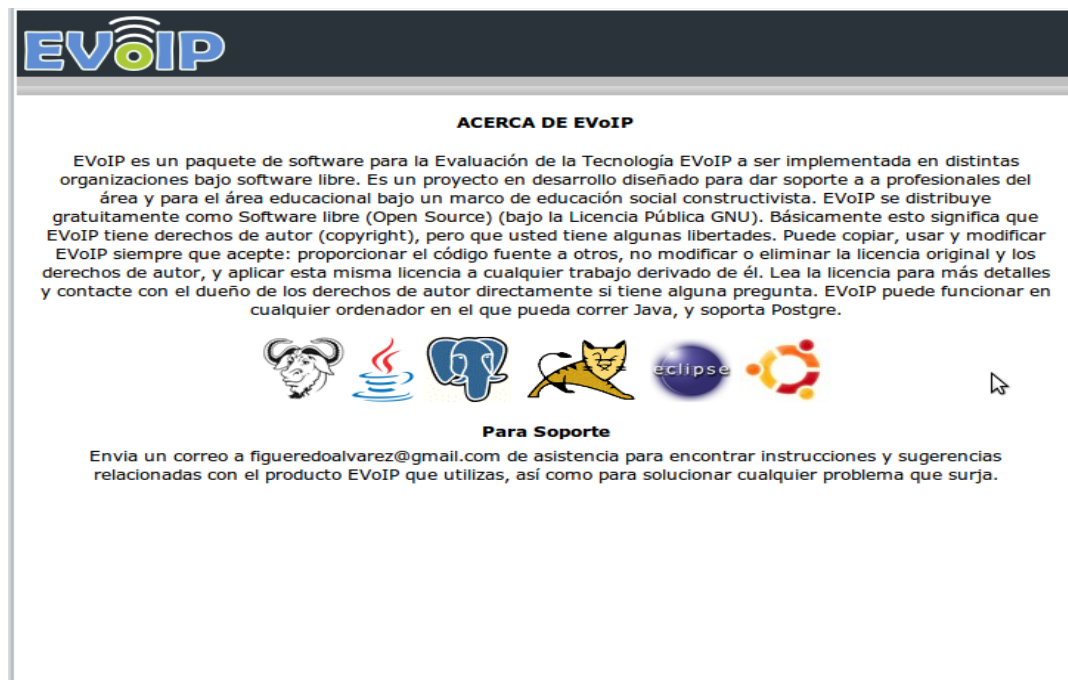 EVoIP
ACERCA DE EVoIP
EVoIP es un paquete de software para la Evaluación de la Tecnología EVoIP a ser implementada en distintas
organizaciones bajo software libre. Es un proyecto en desarrollo diseñado para dar soporte a a profesionales del
área y para el área educacional bajo un marco de educación social constructivista. EVoIP se distribuye
gratuitamente como Software libre (Open Source) (bajo la Licencia Pública GNU). Básicamente esto significa que
EVoIP tiene derechos de autor (copyright), pero que usted tiene algunas libertades. Puede copiar, usar y modificar
EVoIP siempre que acepte: proporcionar el código fuente a otros, no modificar o eliminar la licencia original y los
derechos de autor, y aplicar esta misma licencia a cualquier trabajo derivado de él. Lea la licencia para más detalles
y contacte con el dueño de los derechos de autor directamente si tiene alguna pregunta. EVoIP puede funcionar en
cualquier ordenador en el que pueda correr Java, y soporta Postgre.
eclipse
Para Soporte
Envia un correo a figueredoalvarez@gmail.com de asistencia para encontrar instrucciones y sugerencias
relacionadas con el producto EVoIP que utilizas, así como para solucionar cualquier problema que surja.